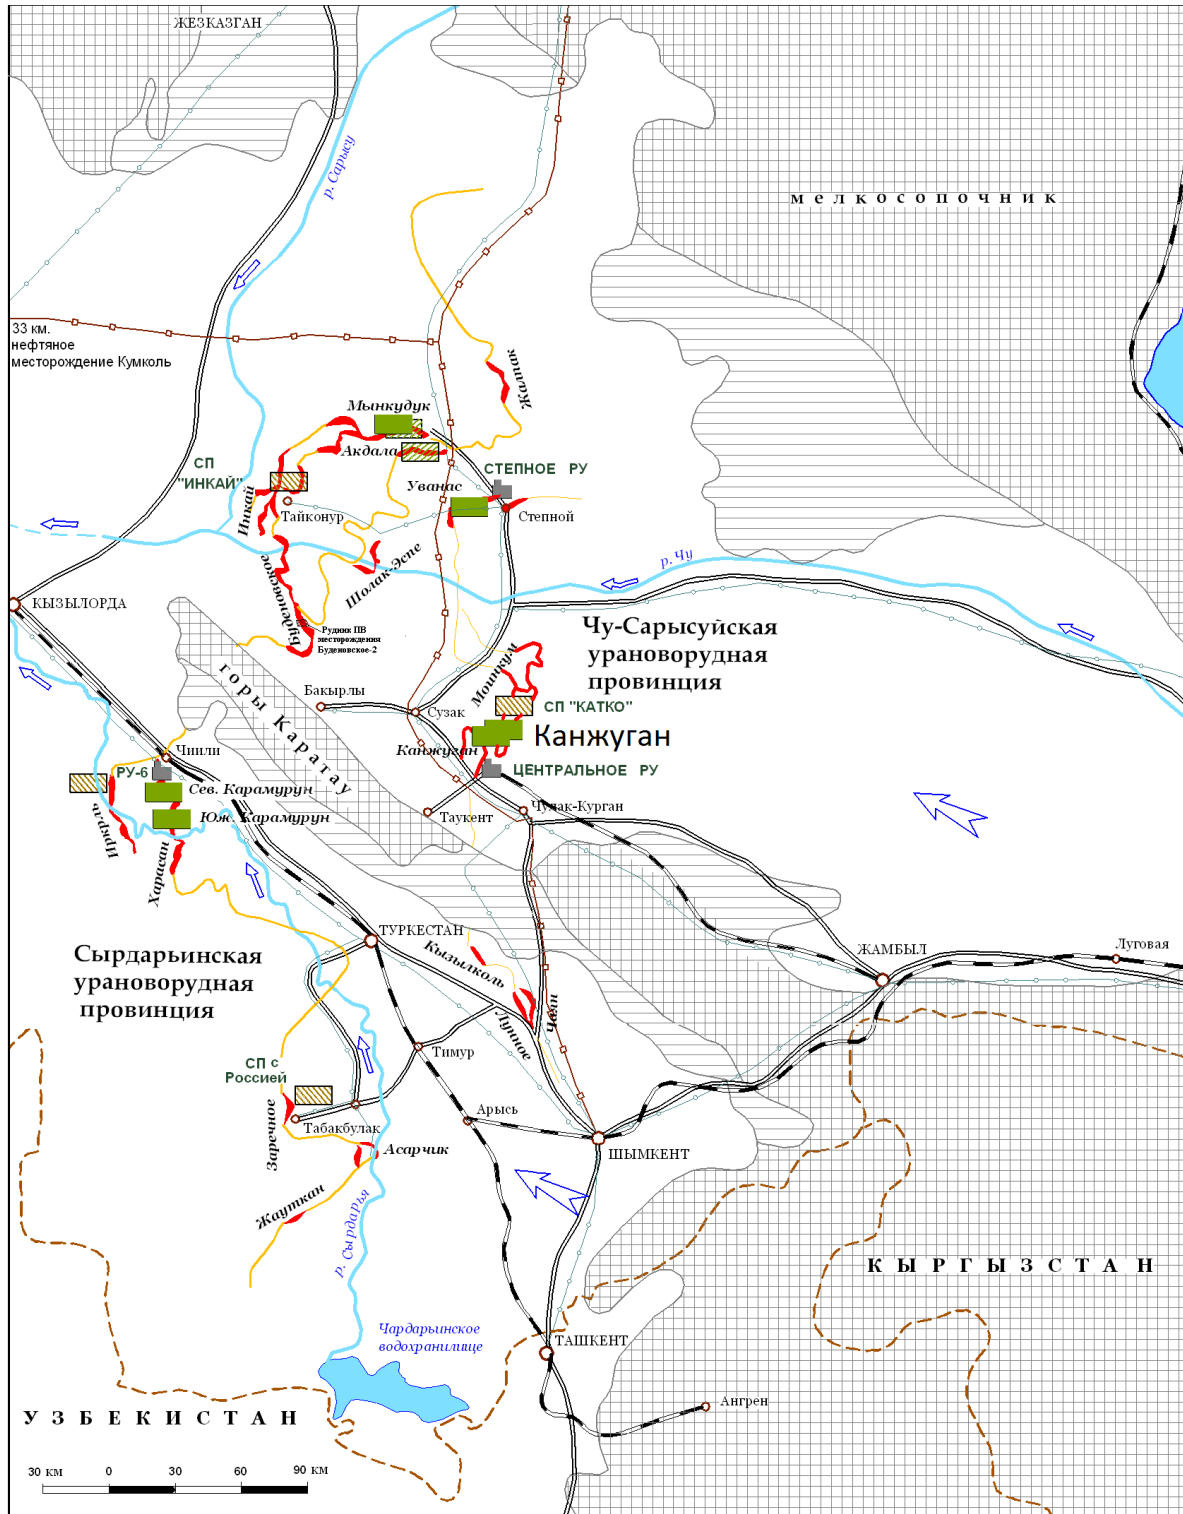 ЖЕЗКАЗГАН
р. Сарысу
мелкосопочник
33 км.
нефтяное
месторождение Кумколь
Жалпак
Мынкудук
Акдала
СП
"ИНКАЙ"
СТЕПНОЕ РУ
Уванас
Инкай
Тайконур
Степной
Буденовское
Шолак-Эспе
р. Чу
КЫЗЫЛОРДА
Рудник ПВ
месторождения
Буденовское-2
Чу-Сарысуйская
урановорудная
провинция
горы Каратау
Мойнкум
Бакырлы
Сузак
СП "КАТКО"
Канжуган
Канжуган
Чиили
РУ-6
ЦЕНТРАЛЬНОЕ РУ
Сев. Карамурун
Юж. Карамурун
Ирколь
Харасан
Таукент
Чулак-Курган
ТУРКЕСТАН
Кызылколь
Сырдарьинская
урановорудная
провинция
ЖАМБЫЛ
Луговая
Лунное
Чаян
Тимур
СП с
Россией
Заречное
Табакбулак
Арысь
Асарчик
ШЫМКЕНТ
Жауткан
р. Сырдарья
КЫРГЫЗСТАН
Чардарьинское
водохранилище
ТАШКЕНТ
Ангрен
УЗБЕКИСТАН
30 км 0 30 60 90 км